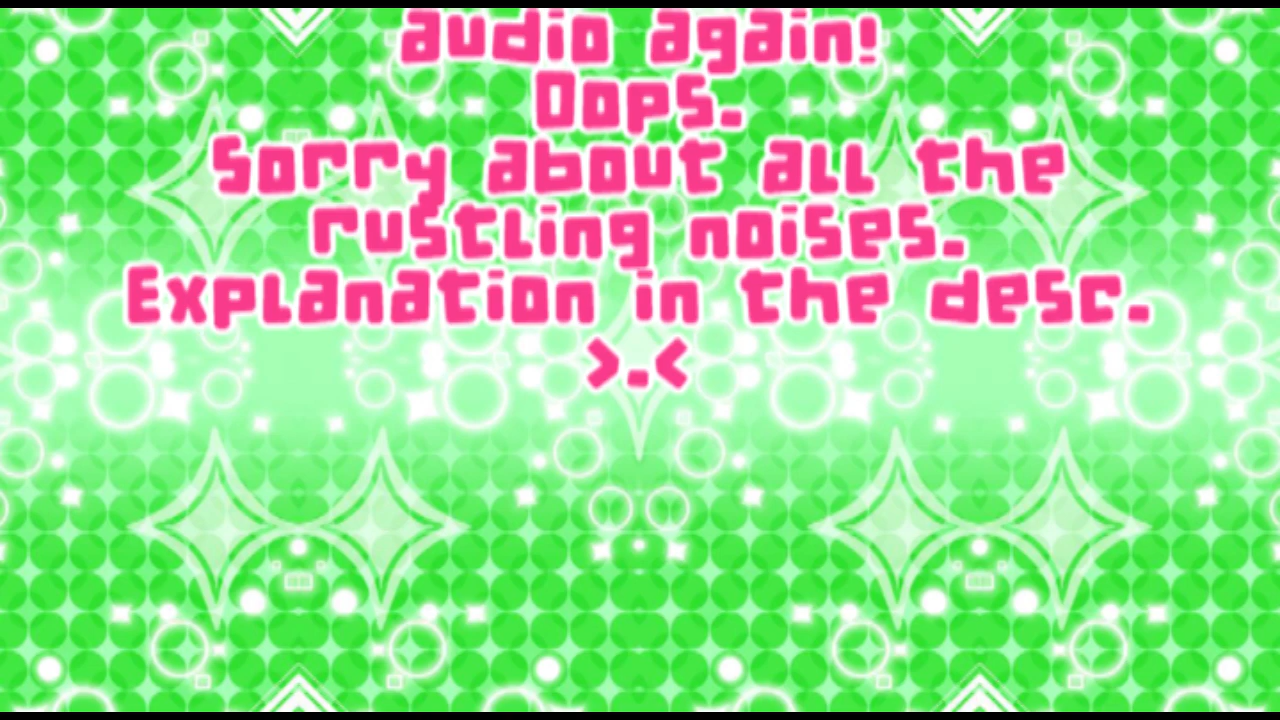 audio again!
Oops.
Sorry about all the
rustling noises.
Explanation in the desc.
>.<